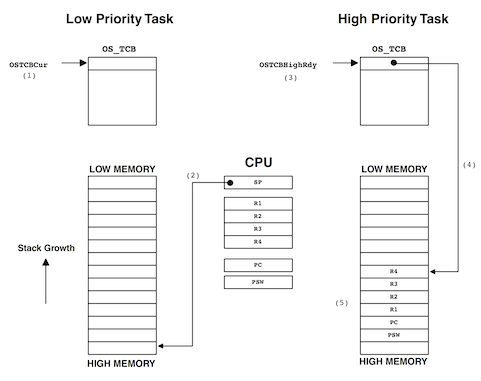 Low Priority Task
High Priority Task
OS_TCB
OS_TCB
OSTCBCur
(1)
OSTCBHighRdy
(3)
CPU
(4)
LOW MEMORY
(2)
SP
LOW MEMORY
R1
R2
R3
R4
Stack Growth
PC
PSW
R4
R3
R2
R1
PC
PSW
(5)
HIGH MEMORY
HIGH MEMORY